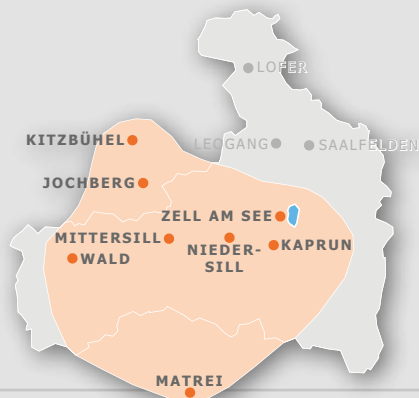 LOFER
KITZBÜHEL
LEOGANG
SAALFELDEN
JOCHBERG
ZELL AM SEE
MITTERSILL
NIEDER-
SILL
KAPRUN
WALD
MATREI